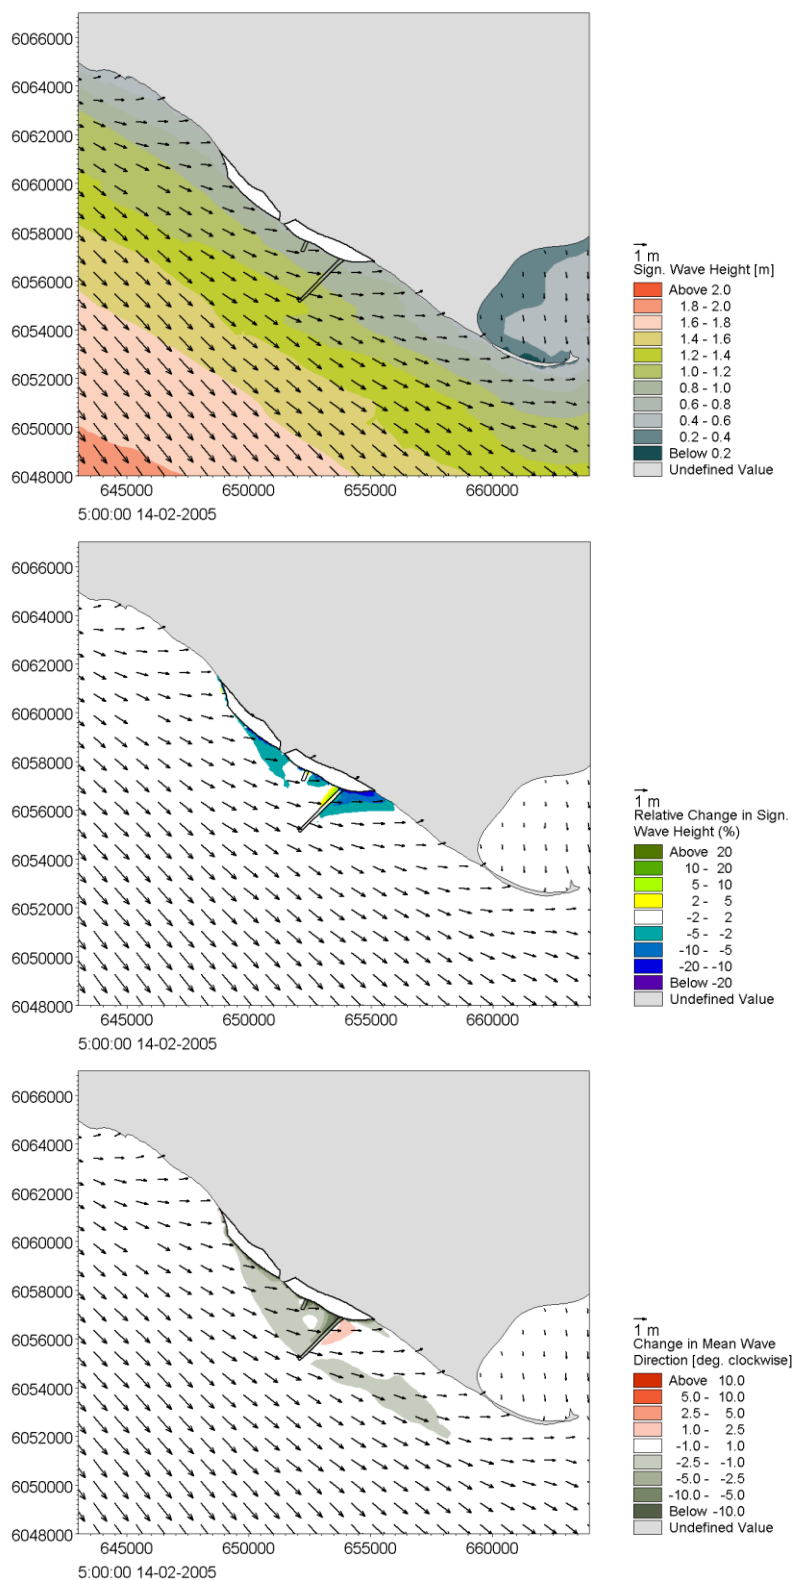 6066000
6064000
6062000
6060000
6058000
6056000
6054000
6052000
6050000
6048000
645000 650000 655000 660000
5:00:00 14-02-2005
1 m
Sign. Wave Height [m]
Above 2.0
1.8 - 2.0
1.6 - 1.8
1.4 - 1.6
1.2 - 1.4
1.0 - 1.2
0.8 - 1.0
0.6 - 0.8
0.4 - 0.6
0.2 - 0.4
Below 0.2
Undefined Value
6066000
6064000
6062000
6060000
6058000
6056000
6054000
6052000
6050000
6048000
645000 650000 655000 660000
5:00:00 14-02-2005
1 m
Relative Change in Sign.
Wave Height (%)
Above 20
10 - 20
5 - 10
2 - 5
-2 - 2
-5 - -2
-10 - -5
-20 - -10
Below -20
Undefined Value
6066000
6064000
6062000
6060000
6058000
6056000
6054000
6052000
6050000
6048000
645000 650000 655000 660000
5:00:00 14-02-2005
1 m
Change in Mean Wave
Direction [deg. clockwise]
Above 10.0
5.0 - 10.0
2.5 - 5.0
1.0 - 2.5
-1.0 - 1.0
-2.5 - -1.0
-5.0 - -2.5
-10.0 - -5.0
Below -10.0
Undefined Value